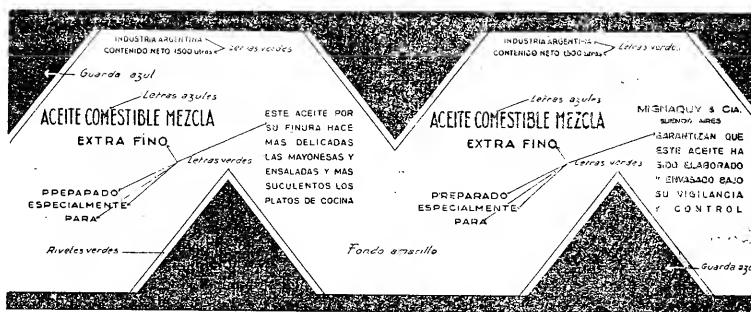 INDUSTRIA ARGENTINA
CONTENIDO NETO 1500 litros
Letras verdes
Guarda azul
Letras azules
ACEITE COMESTIBLE MEZCLA
EXTRA FINO
Letras verdes
PREPARADO
ESPECIALMENTE
PARA
ESTE ACEITE POR
SU FINURA HACE
MAS DELICADAS
LAS MAYONESAS Y
ENSALADAS Y MAS
SUCULENTOS LOS
PLATOS DE COCINA
Riveles verdes
Fondo amarillo
INDUSTRIA ARGENTINA
CONTENIDO NETO 1500 litros
Letras verdes
Letras azules
ACEITE COMESTIBLE MEZCLA
EXTRA FINO
Letras verdes
PREPARADO
ESPECIALMENTE
PARA
MIGNAQUY & CIA.
BUENOS AIRES
GARANTIZAN QUE
ESTE ACEITE HA
SIDO ELABORADO
Y ENVASADO BAJO
SU VIGILANCIA
Y CONTROL
Guarda azul